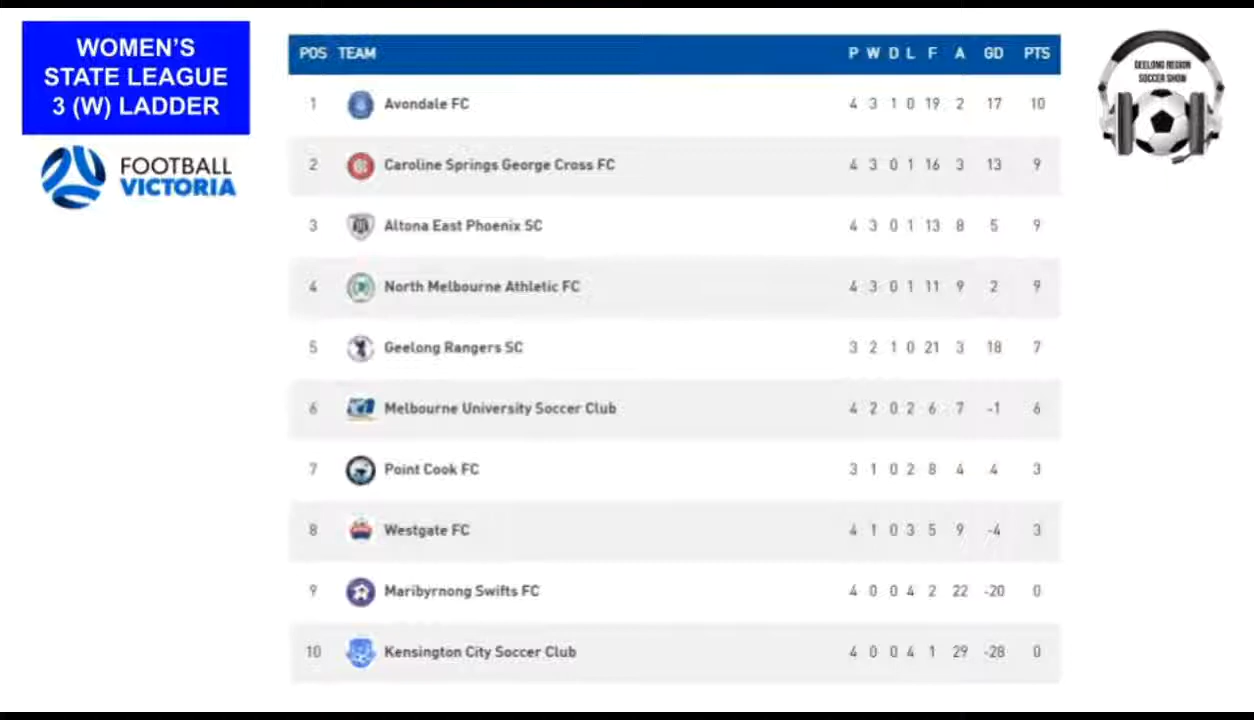 WOMEN'S
STATE LEAGUE
3 (W) LADDER
FOOTBALL
VICTORIA
GEELONG REGION
SOCCER SHOW
POS TEAM P W D L F A GD PTS
1 Avondale FC 4 3 1 0 19 2 17 10
2 Caroline Springs George Cross FC 4 3 0 1 16 3 13 9
3 Altona East Phoenix SC 4 3 0 1 13 8 5 9
4 North Melbourne Athletic FC 4 3 0 1 11 9 2 9
5 Geelong Rangers SC 3 2 1 0 21 3 18 7
6 Melbourne University Soccer Club 4 2 0 2 6 7 -1 6
7 Point Cook FC 3 1 0 2 8 4 4 3
8 Westgate FC 4 1 0 3 5 9 -4 3
9 Maribyrnong Swifts FC 4 0 0 4 2 22 -20 0
10 Kensington City Soccer Club 4 0 0 4 1 29 -28 0